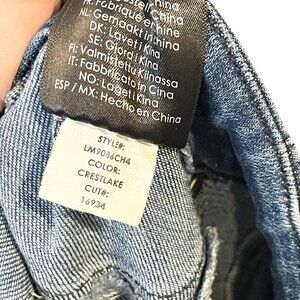 FR: Fabriqué en Chine
NL: Gemaakt in China
DK: Lavet i Kina
SE: Gjord i Kina
FI: Valmistettu Kiinassa
IT: Fabbricato in Cina
NO: Laget i Kina
ESP / MX: Hecho en China
STYLE#:
LM9086CH4
COLOR:
CRESTLAKE
CUT#:
16934